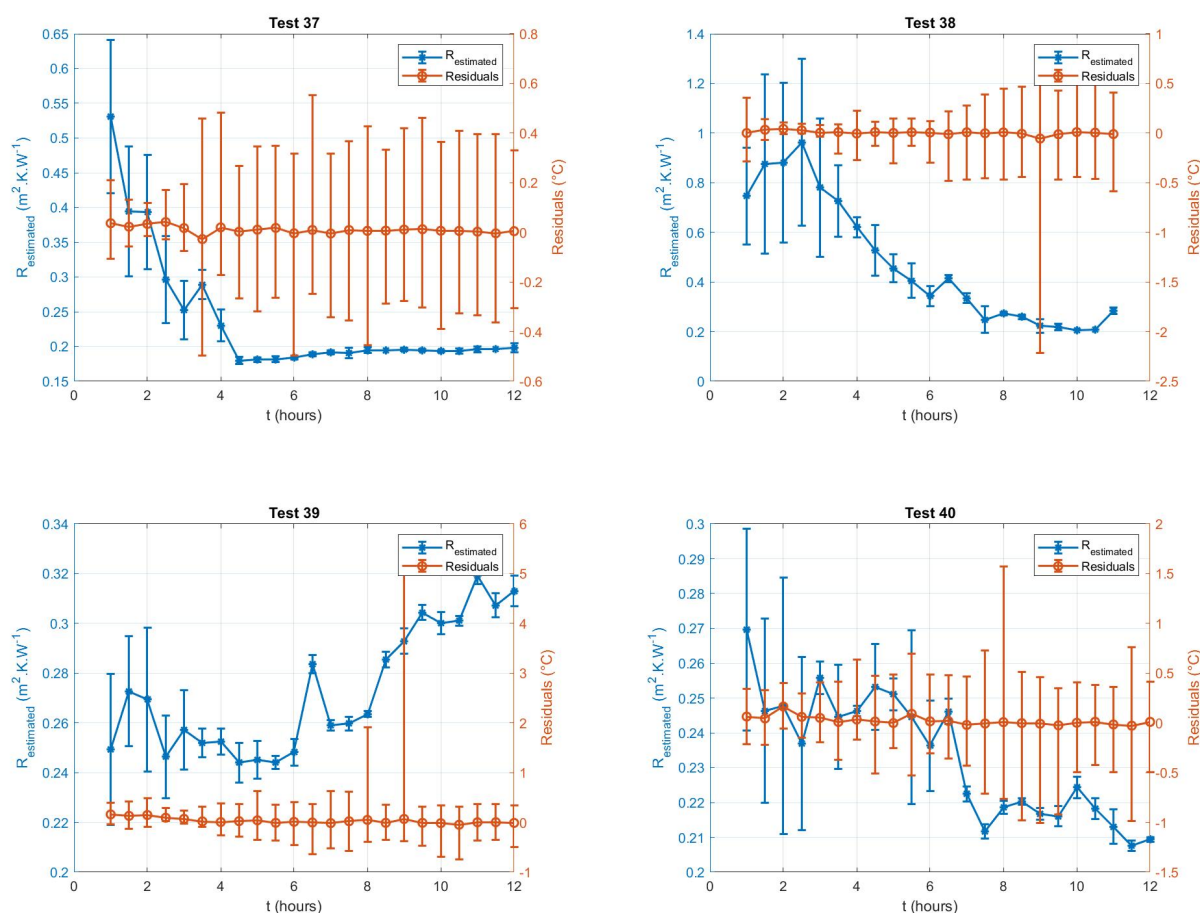 Test 37
0.65
0.6
0.55
0.5
0.45
0.4
0.35
0.3
0.25
0.2
0.15
R_estimated (m².K.W⁻¹)
0.8
0.6
0.4
0.2
0
-0.2
-0.4
-0.6
Residuals (°C)
R_estimated
Residuals
0 2 4 6 8 10 12
t (hours)
Test 38
1.4
1.2
1
0.8
0.6
0.4
0.2
0
R_estimated (m².K.W⁻¹)
1
0.5
0
-0.5
-1
-1.5
-2
-2.5
Residuals (°C)
R_estimated
Residuals
0 2 4 6 8 10 12
t (hours)
Test 39
0.34
0.32
0.3
0.28
0.26
0.24
0.22
0.2
R_estimated (m².K.W⁻¹)
6
5
4
3
2
1
0
-1
Residuals (°C)
R_estimated
Residuals
0 2 4 6 8 10 12
t (hours)
Test 40
0.3
0.29
0.28
0.27
0.26
0.25
0.24
0.23
0.22
0.21
0.2
R_estimated (m².K.W⁻¹)
2
1.5
1
0.5
0
-0.5
-1
-1.5
Residuals (°C)
R_estimated
Residuals
0 2 4 6 8 10 12
t (hours)